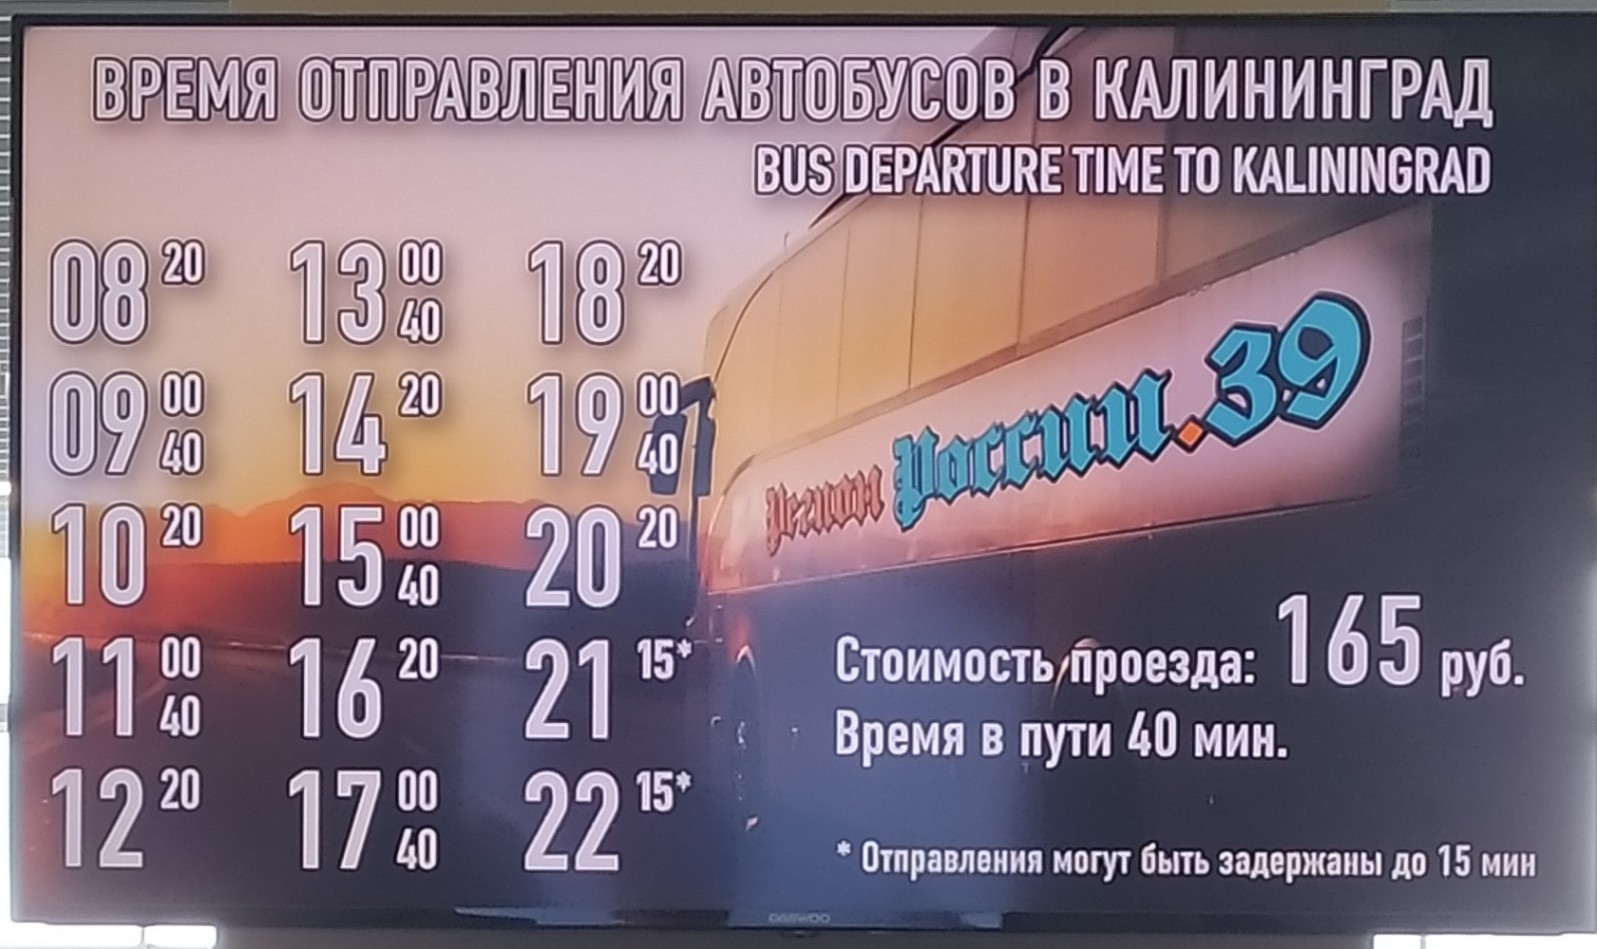 ВРЕМЯ ОТПРАВЛЕНИЯ АВТОБУСОВ В КАЛИНИНГРАД
BUS DEPARTURE TIME TO KALININGRAD
08 20
09 00 40
10 20
11 00 40
12 20
13 00 40
14 20
15 00 40
16 20
17 00 40
18 20
19 00 40
20 20
21 15*
22 15*
Регион России.39
Стоимость проезда: 165 руб.
Время в пути 40 мин.
* Отправления могут быть задержаны до 15 мин
DAEWOO